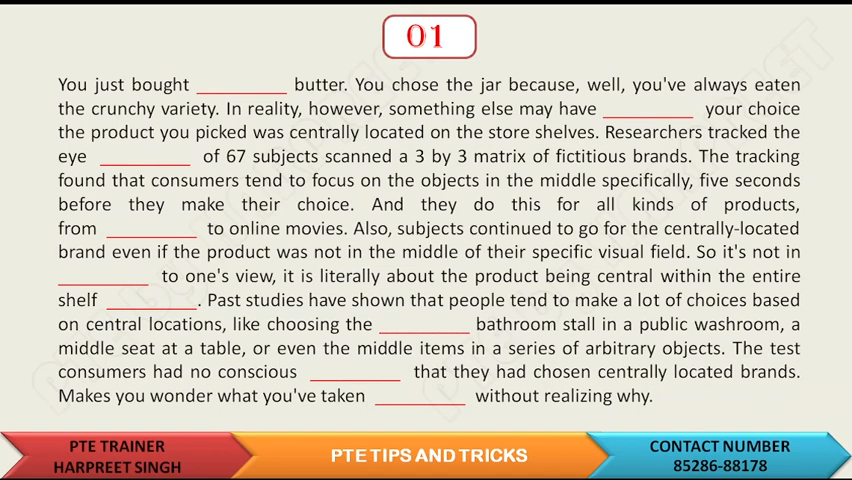 01
You just bought __________ butter. You chose the jar because, well, you've always eaten
the crunchy variety. In reality, however, something else may have __________ your choice
the product you picked was centrally located on the store shelves. Researchers tracked the
eye __________ of 67 subjects scanned a 3 by 3 matrix of fictitious brands. The tracking
found that consumers tend to focus on the objects in the middle specifically, five seconds
before they make their choice. And they do this for all kinds of products,
from __________ to online movies. Also, subjects continued to go for the centrally-located
brand even if the product was not in the middle of their specific visual field. So it's not in
__________ to one's view, it is literally about the product being central within the entire
shelf __________. Past studies have shown that people tend to make a lot of choices based
on central locations, like choosing the __________ bathroom stall in a public washroom, a
middle seat at a table, or even the middle items in a series of arbitrary objects. The test
consumers had no conscious __________ that they had chosen centrally located brands.
Makes you wonder what you've taken __________ without realizing why.
PTE TRAINER
HARPREET SINGH
PTE TIPS AND TRICKS
CONTACT NUMBER
85286-88178